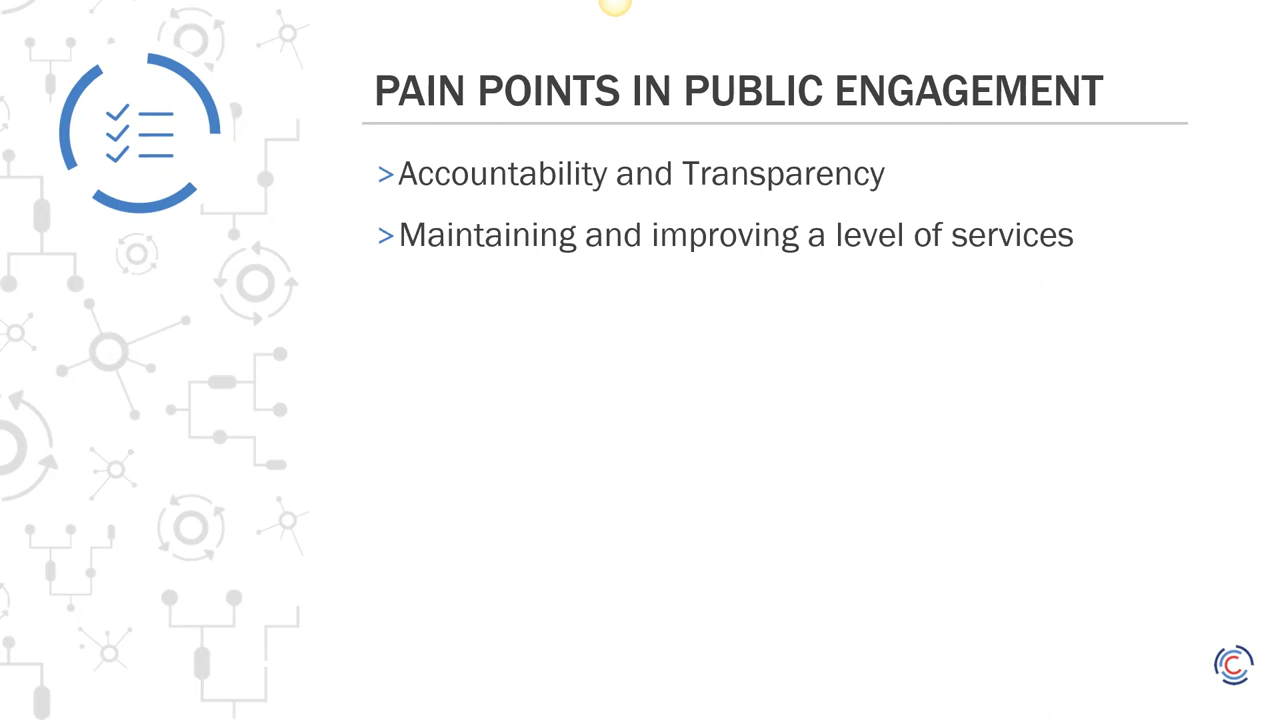 PAIN POINTS IN PUBLIC ENGAGEMENT
>Accountability and Transparency
>Maintaining and improving a level of services
C